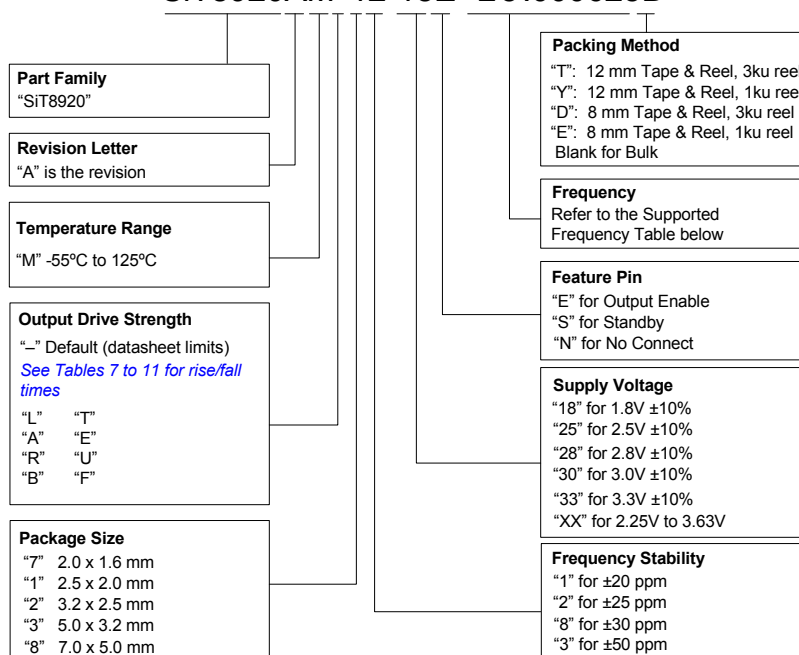 Part Family
“SiT8920”
Revision Letter
“A” is the revision
Temperature Range
“M” -55ºC to 125ºC
Output Drive Strength
“–” Default (datasheet limits)
See Tables 7 to 11 for rise/fall
times
“L” “T”
“A” “E”
“R” “U”
“B” “F”
Package Size
“7” 2.0 x 1.6 mm
“1” 2.5 x 2.0 mm
“2” 3.2 x 2.5 mm
“3” 5.0 x 3.2 mm
“8” 7.0 x 5.0 mm
Packing Method
“T”: 12 mm Tape & Reel, 3ku reel
“Y”: 12 mm Tape & Reel, 1ku reel
“D”: 8 mm Tape & Reel, 3ku reel
“E”: 8 mm Tape & Reel, 1ku reel
Blank for Bulk
Frequency
Refer to the Supported
Frequency Table below
Feature Pin
“E” for Output Enable
“S” for Standby
“N” for No Connect
Supply Voltage
“18” for 1.8V ±10%
“25” for 2.5V ±10%
“28” for 2.8V ±10%
“30” for 3.0V ±10%
“33” for 3.3V ±10%
“XX” for 2.25V to 3.63V
Frequency Stability
“1” for ±20 ppm
“2” for ±25 ppm
“8” for ±30 ppm
“3” for ±50 ppm